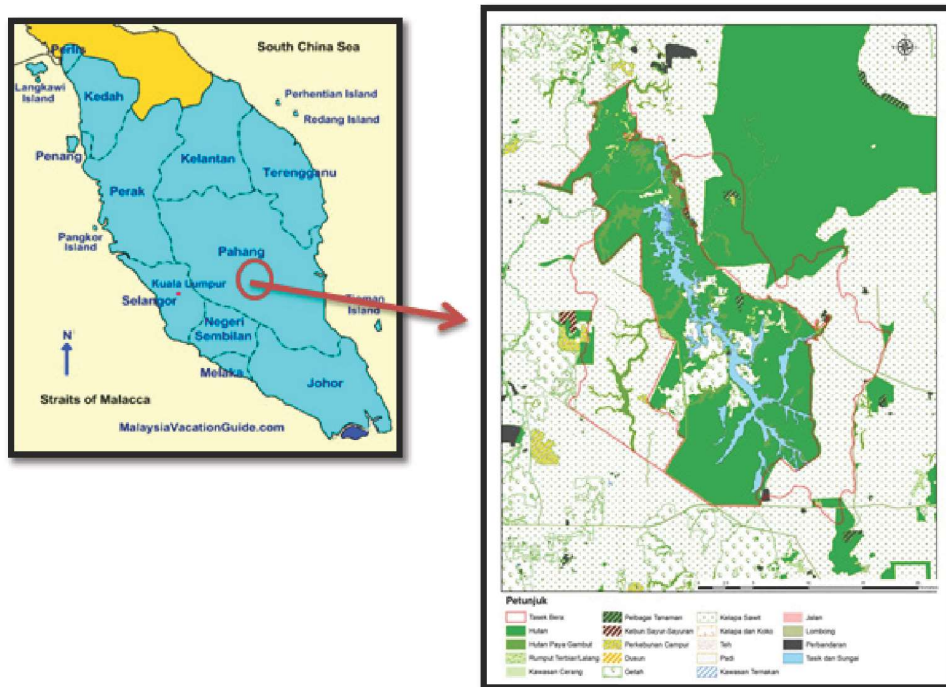 South China Sea
Perlis
Langkawi
Island
Kedah
Perhentian Island
Redang Island
Penang
Kelantan
Terengganu
Perak
Pangkor
Island
Pahang
Kuala Lumpur
Selangor
Tioman
Island
Negeri
Sembilan
N
Melaka
Johor
Straits of Malacca
MalaysiaVacationGuide.com
Petunjuk
Tasek Bera
Hutan
Hutan Paya Gambut
Rumput Terbiar/Lalang
Kawasan Cerang
Pelbagai Tanaman
Kebun Sayur-Sayuran
Perkebunan Campur
Dusun
Getah
Kelapa Sawit
Kelapa dan Koko
Teh
Padi
Kawasan Ternakan
Jalan
Lombong
Perbandaran
Tasik dan Sungai